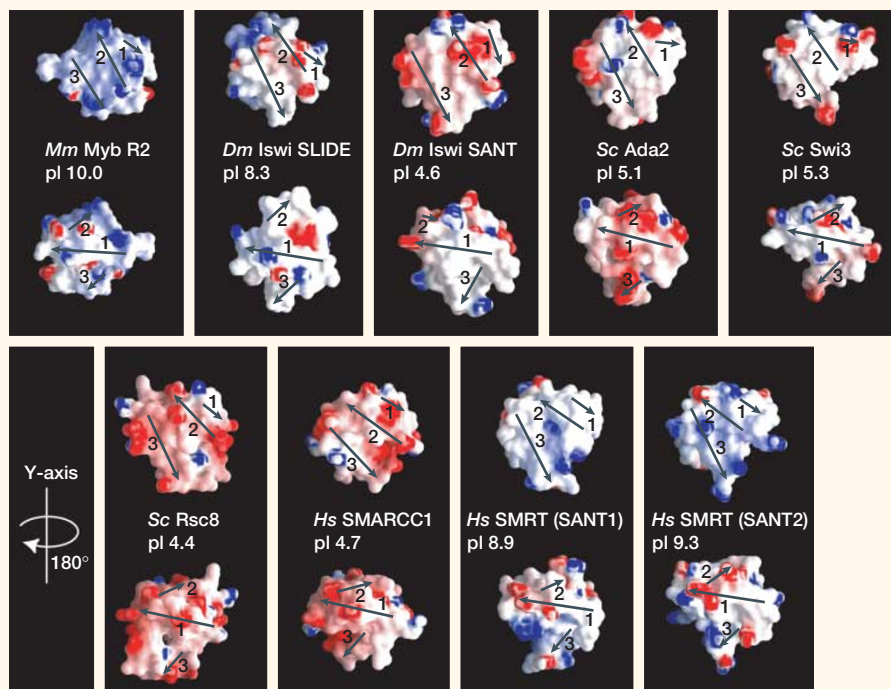 3
2
1
3
2
1
3
2
1
3
2
1
3
2
1
Mm Myb R2
pI 10.0
Dm Iswi SLIDE
pI 8.3
Dm Iswi SANT
pI 4.6
Sc Ada2
pI 5.1
Sc Swi3
pI 5.3
2
1
3
2
1
3
2
1
3
2
1
3
2
1
3
Y-axis
180°
3
2
1
3
2
1
3
2
1
3
2
1
Sc Rsc8
pI 4.4
Hs SMARCC1
pI 4.7
Hs SMRT (SANT1)
pI 8.9
Hs SMRT (SANT2)
pI 9.3
2
1
3
2
1
3
2
1
3
2
1
3